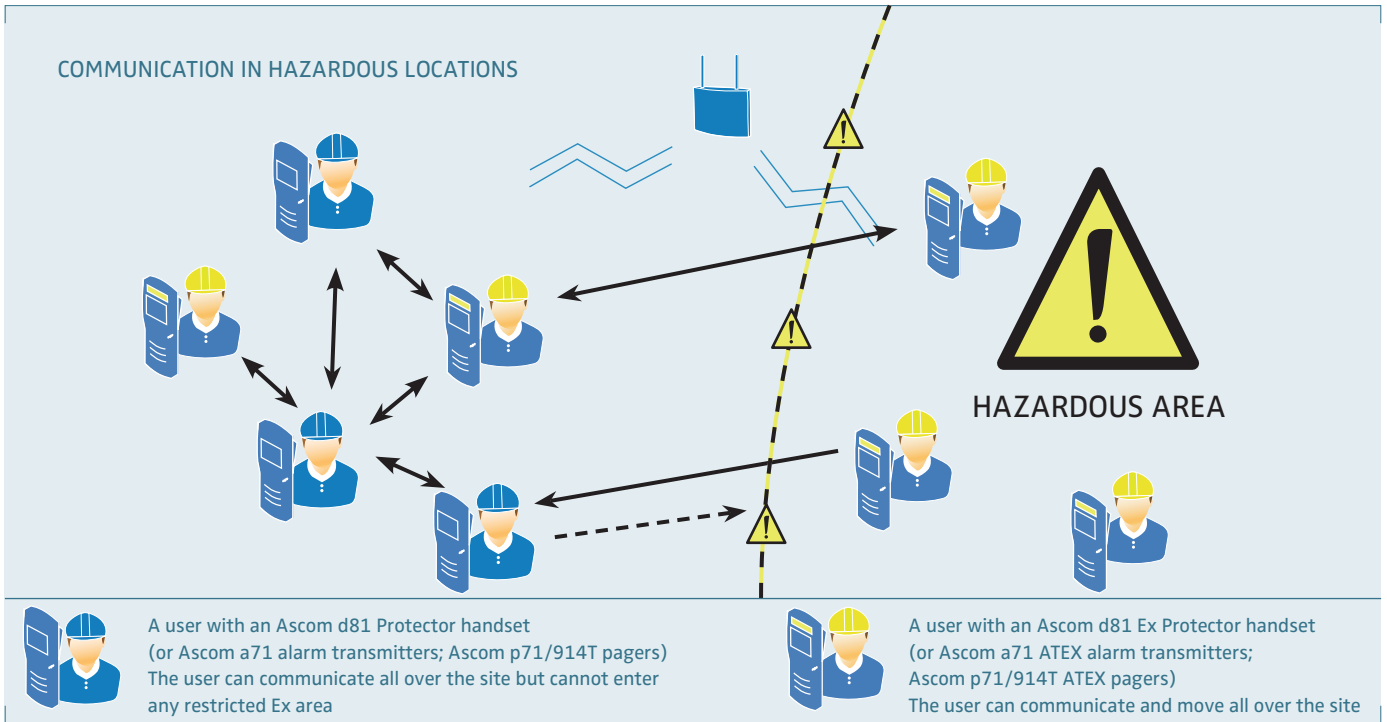 COMMUNICATION IN HAZARDOUS LOCATIONS
HAZARDOUS AREA
A user with an Ascom d81 Protector handset
(or Ascom a71 alarm transmitters; Ascom p71/914T pagers)
The user can communicate all over the site but cannot enter
any restricted Ex area
A user with an Ascom d81 Ex Protector handset
(or Ascom a71 ATEX alarm transmitters;
Ascom p71/914T ATEX pagers)
The user can communicate and move all over the site